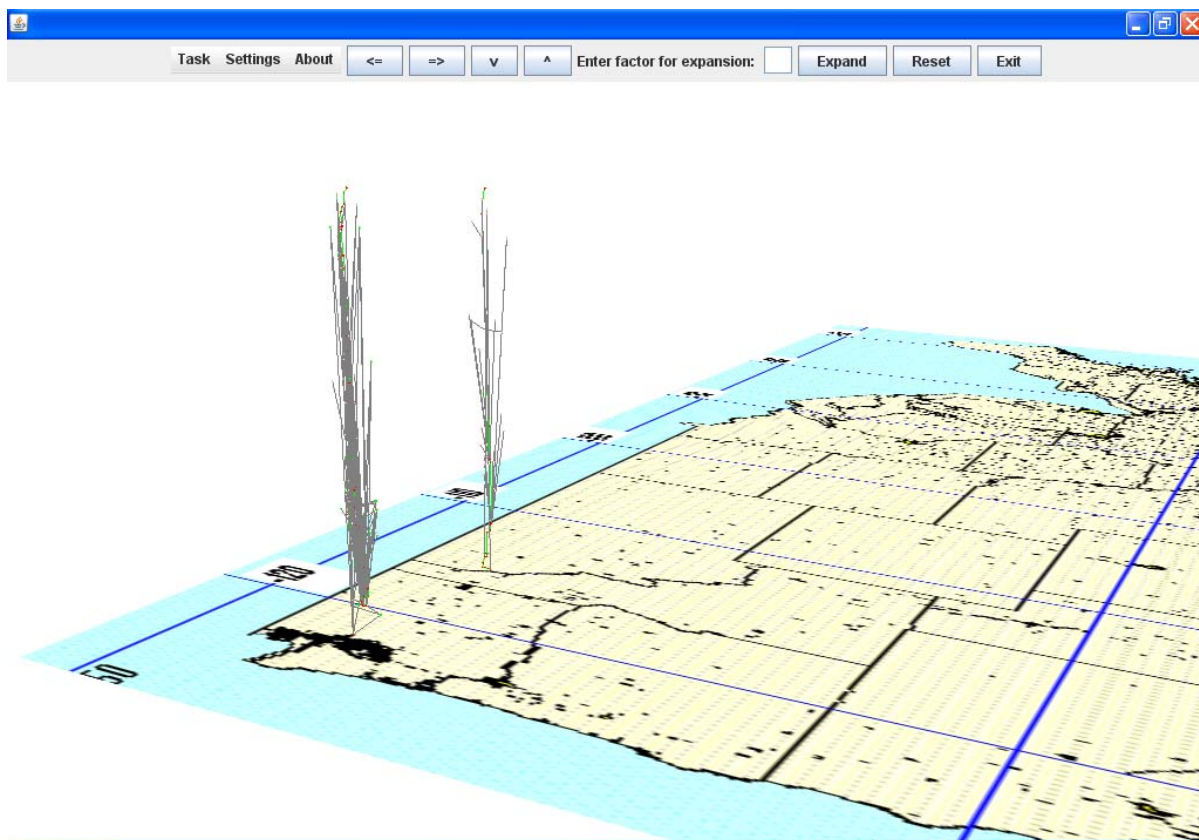 Task Settings About <= => v ^ Enter factor for expansion: Expand Reset Exit
-120
50